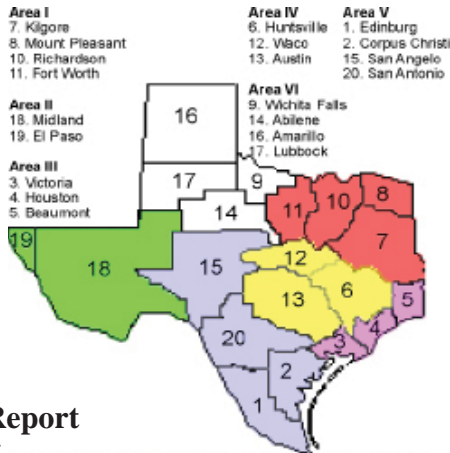 Area I
7. Kilgore
8. Mount Pleasant
10. Richardson
11. Fort Worth
Area II
18. Midland
19. El Paso
Area III
3. Victoria
4. Houston
5. Beaumont
Area IV
6. Huntsville
12. Waco
13. Austin
Area V
1. Edinburg
2. Corpus Christi
15. San Angelo
20. San Antonio
Area VI
9. Wichita Falls
14. Abilene
16. Amarillo
17. Lubbock
16
17
9
14
11
10
8
7
19
18
15
12
13
6
5
4
3
20
2
1
Report